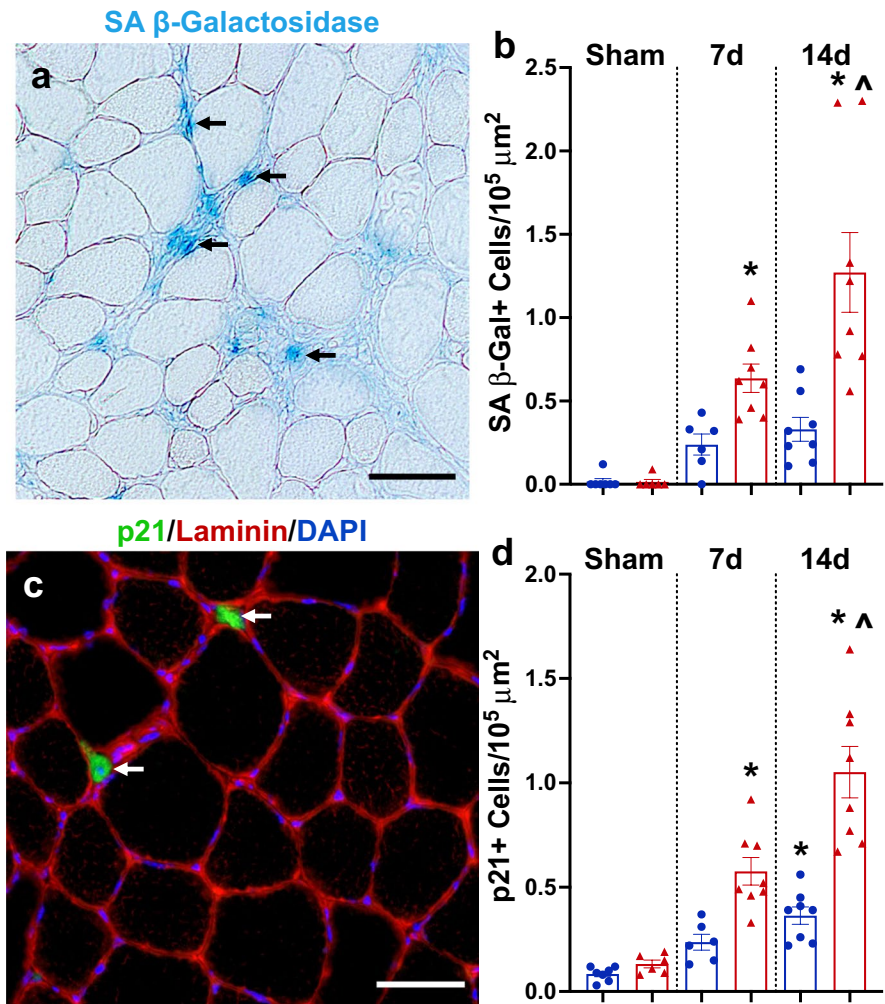 SA β-Galactosidase
a
b
Sham 7d 14d
* ^
*
2.5
2.0
1.5
1.0
0.5
0.0
SA β-Gal+ Cells/10⁵ μm²
p21/Laminin/DAPI
c
d
Sham 7d 14d
* ^
*
*
2.0
1.5
1.0
0.5
0.0
p21+ Cells/10⁵ μm²